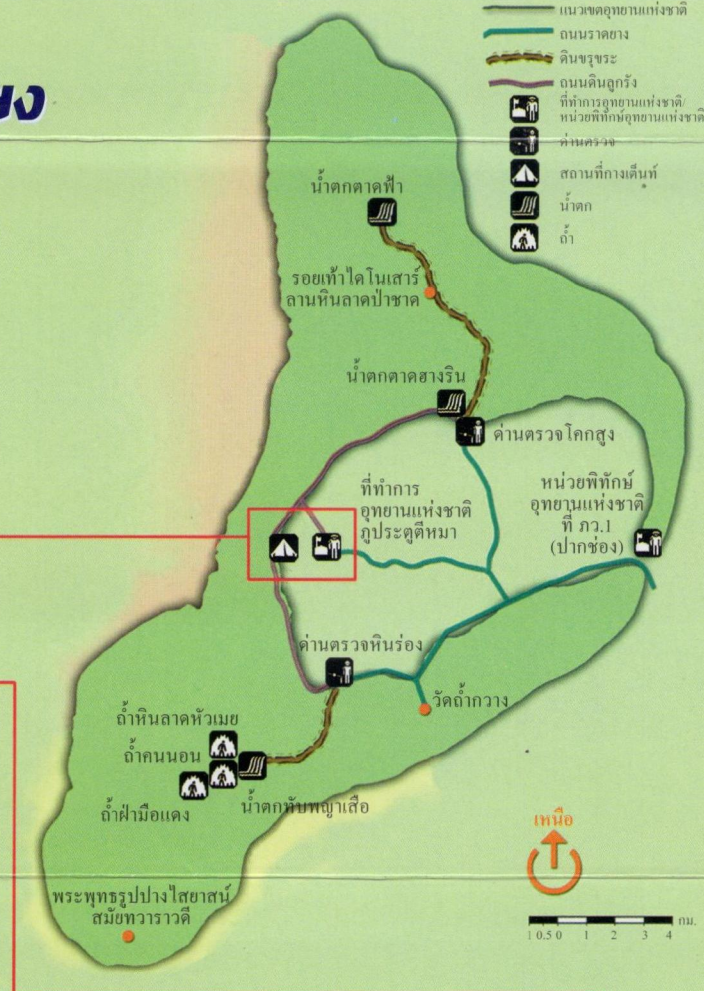 แนวเขตอุทยานแห่งชาติ
ถนนราดยาง
ดินขรุขระ
ถนนดินลูกรัง
ที่ทำการอุทยานแห่งชาติ/
หน่วยพิทักษ์อุทยานแห่งชาติ
ด่านตรวจ
สถานที่กางเต็นท์
น้ำตก
ถ้ำ
น้ำตกตาดฟ้า
รอยเท้าไดโนเสาร์
ลานหินลาดป่าชาด
น้ำตกตาดฮางริน
ด่านตรวจโคกสูง
ที่ทำการ
อุทยานแห่งชาติ
ภูประตูตีหมา
หน่วยพิทักษ์
อุทยานแห่งชาติ
ที่ ภว.1
(ปากช่อง)
ด่านตรวจหินร่อง
วัดถ้ำกวาง
ถ้ำหินลาดหัวเมย
ถ้ำคนนอน
ถ้ำฝ่ามือแดง
น้ำตกทับพญาเสือ
พระพุทธรูปปางไสยาสน์
สมัยทวาราวดี
เหนือ
กม.
1 0.5 0 1 2 3 4